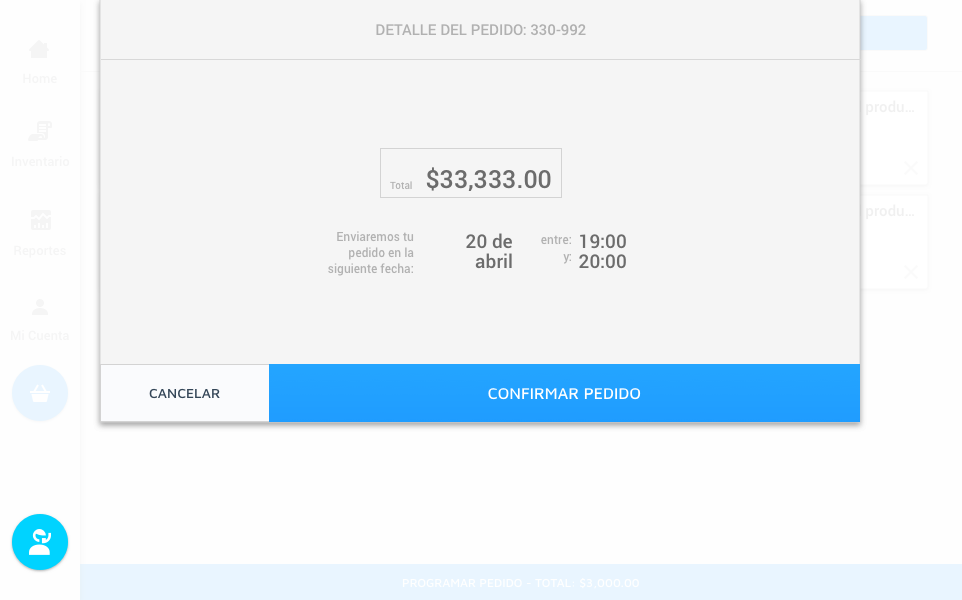 DETALLE DEL PEDIDO: 330-992
Home
Inventario
Reportes
Mi Cuenta
produ...
produ...
Total $33,333.00
Enviaremos tu
pedido en la
siguiente fecha:
20 de
abril
entre: 19:00
y: 20:00
CANCELAR
CONFIRMAR PEDIDO
PROGRAMAR PEDIDO - TOTAL: $3,000.00